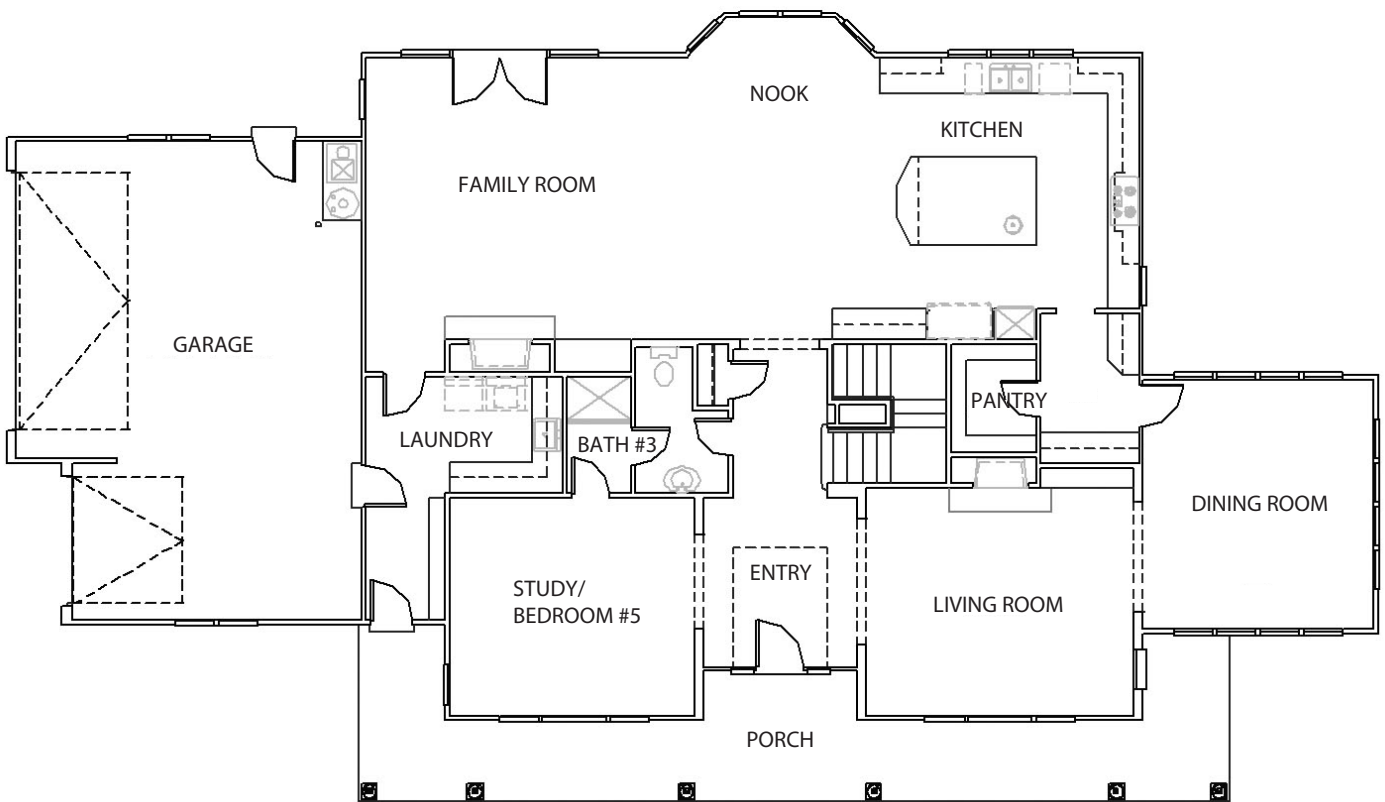 NOOK
KITCHEN
FAMILY ROOM
GARAGE
PANTRY
LAUNDRY
BATH #3
DINING ROOM
STUDY/
BEDROOM #5
ENTRY
LIVING ROOM
PORCH